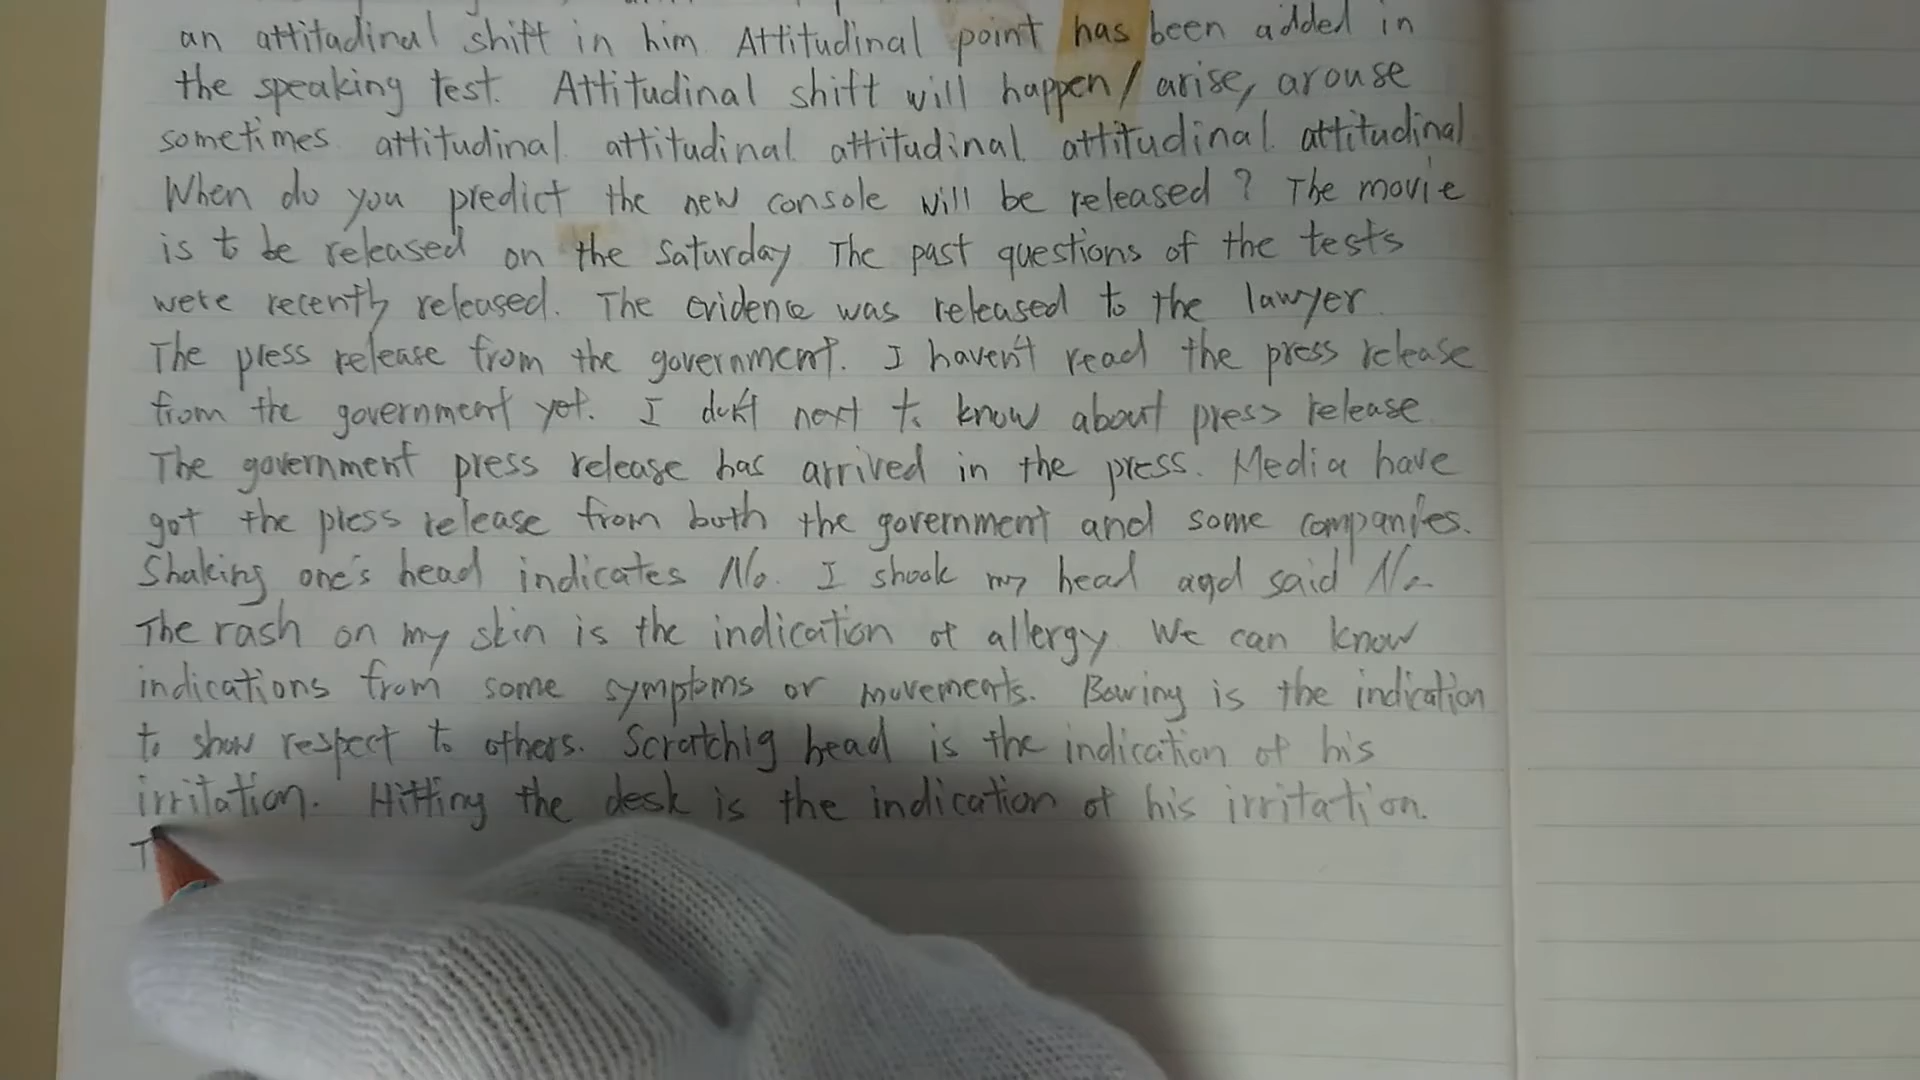 an attitadinal shift in him. Attitudinal point has been added in
the speaking test. Attitudinal shift will happen/ arise, arouse
sometimes. attitudinal. attitudinal. attitudinal. attitudinal. attitudinal
When do you predict the new console will be released? The movie
is to be released on the Saturday The past questions of the tests
were recently released. The evidence was released to the lawyer.
The press release from the government. I haven't read the press release
from the government yet. I next to know about press release.
The government press release has arrived in the press. Media have
got the press release from both the government and some companies.
Shaking one's head indicates No. I shook my head and said No
The rash on my skin is the indication of allergy. We can know
indications from some symptoms or movements. Bowing is the indication
to show respect to others. Scratchig head is the indication of his
irritation. Hitting the desk is the indication of his irritation.
T